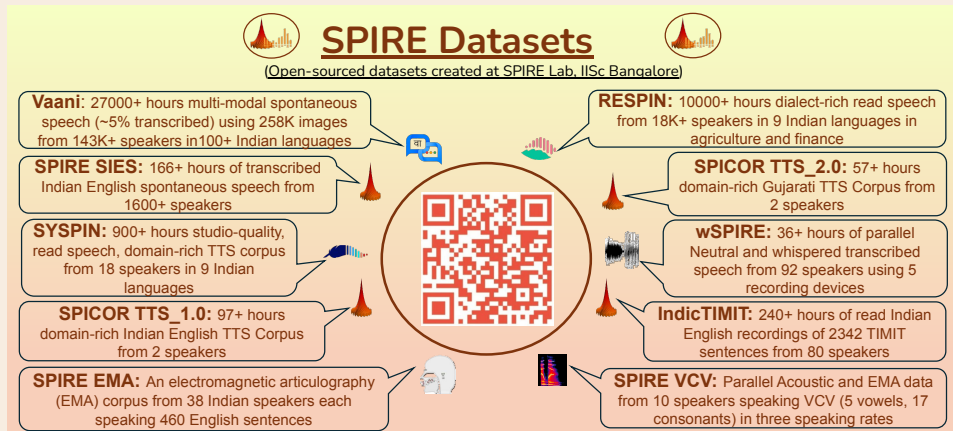 SPIRE Datasets
(Open-sourced datasets created at SPIRE Lab, IISc Bangalore)
Vaani: 27000+ hours multi-modal spontaneous
speech (~5% transcribed) using 258K images
from 143K+ speakers in100+ Indian languages
SPIRE SIES: 166+ hours of transcribed
Indian English spontaneous speech from
1600+ speakers
SYSPIN: 900+ hours studio-quality,
read speech, domain-rich TTS corpus
from 18 speakers in 9 Indian
languages
SPICOR TTS_1.0: 97+ hours
domain-rich Indian English TTS Corpus
from 2 speakers
SPIRE EMA: An electromagnetic articulography
(EMA) corpus from 38 Indian speakers each
speaking 460 English sentences
वा
RESPIN: 10000+ hours dialect-rich read speech
from 18K+ speakers in 9 Indian languages in
agriculture and finance
SPICOR TTS_2.0: 57+ hours
domain-rich Gujarati TTS Corpus from
2 speakers
wSPIRE: 36+ hours of parallel
Neutral and whispered transcribed
speech from 92 speakers using 5
recording devices
IndicTIMIT: 240+ hours of read Indian
English recordings of 2342 TIMIT
sentences from 80 speakers
SPIRE VCV: Parallel Acoustic and EMA data
from 10 speakers speaking VCV (5 vowels, 17
consonants) in three speaking rates